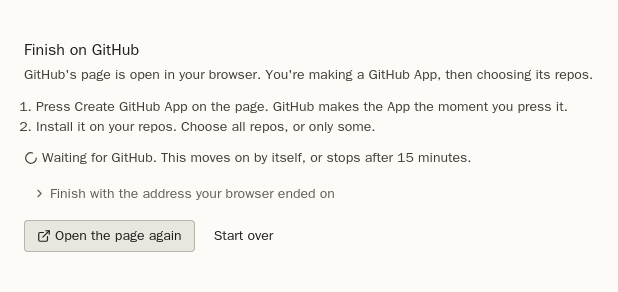 Finish on GitHub
GitHub's page is open in your browser. You're making a GitHub App, then choosing its repos.
1. Press Create GitHub App on the page. GitHub makes the App the moment you press it.
2. Install it on your repos. Choose all repos, or only some.
Waiting for GitHub. This moves on by itself, or stops after 15 minutes.
Finish with the address your browser ended on
Open the page again
Start over